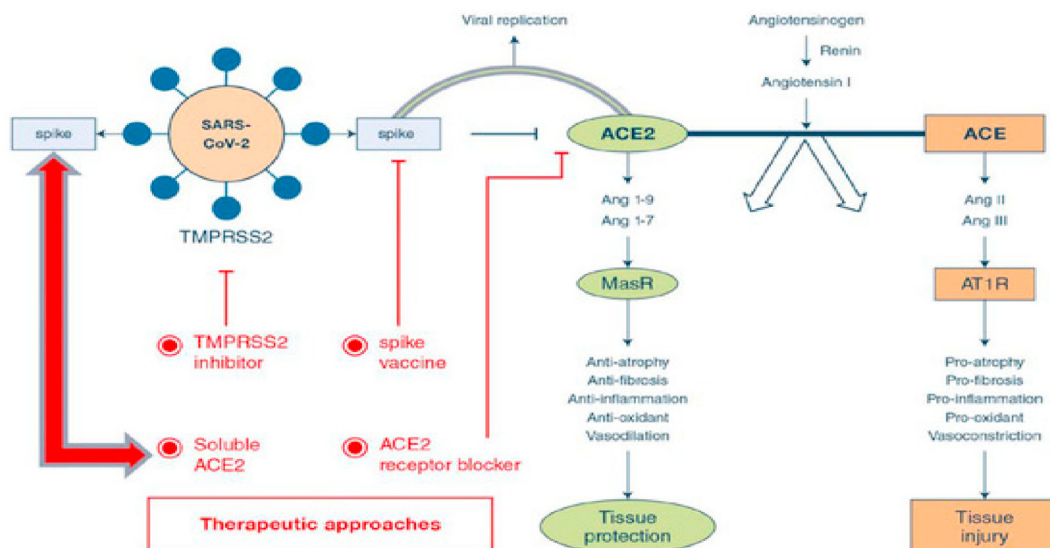 Viral replication
Angiotensinogen
Renin
Angiotensin I
spike
SARS-
CoV-2
spike
ACE2
ACE
TMPRSS2
Ang 1-9
Ang 1-7
Ang II
Ang III
MasR
AT1R
TMPRSS2
inhibitor
spike
vaccine
Anti-atrophy
Anti-fibrosis
Anti-inflammation
Anti-oxidant
Vasodilation
Pro-atrophy
Pro-fibrosis
Pro-inflammation
Pro-oxidant
Vasoconstriction
Soluble
ACE2
ACE2
receptor blocker
Therapeutic approaches
Tissue
protection
Tissue
injury